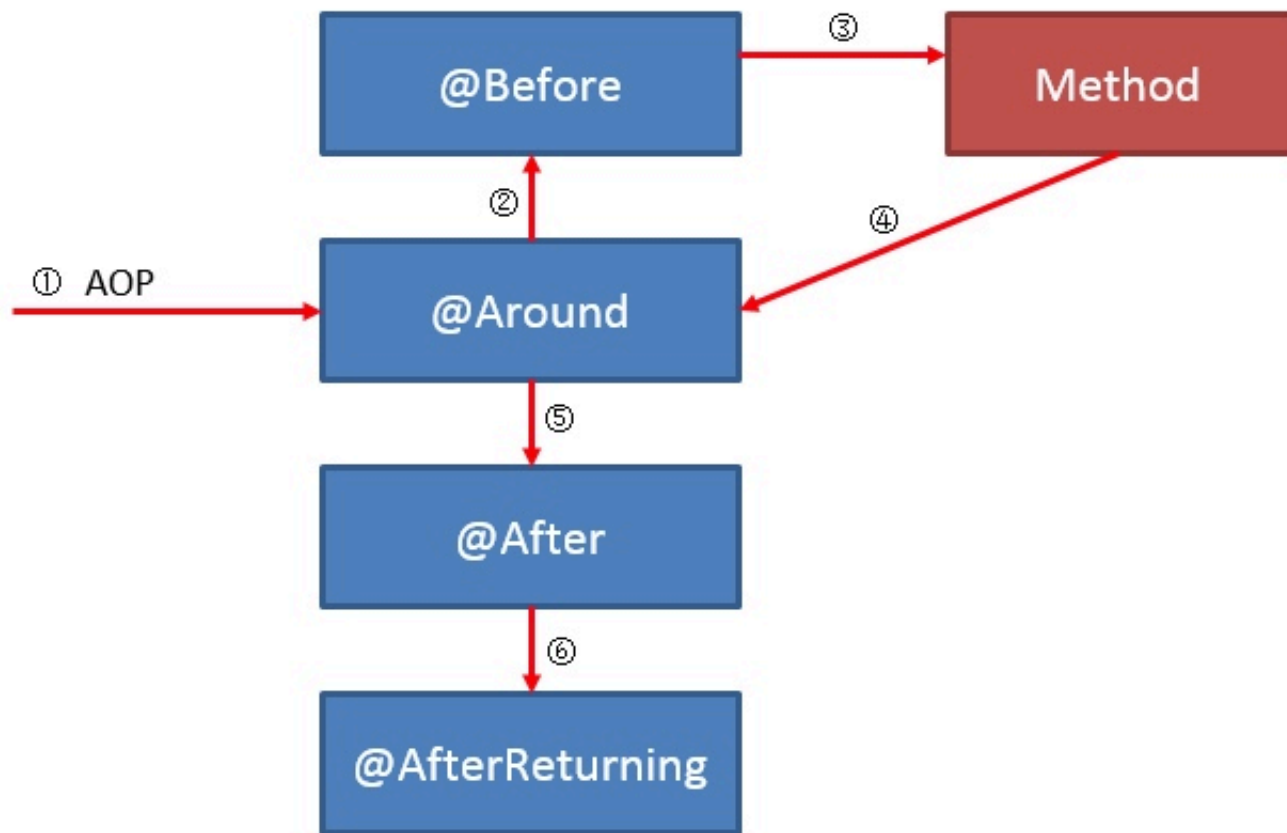 @Before
③
Method
②
④
① AOP
@Around
⑤
@After
⑥
@AfterReturning